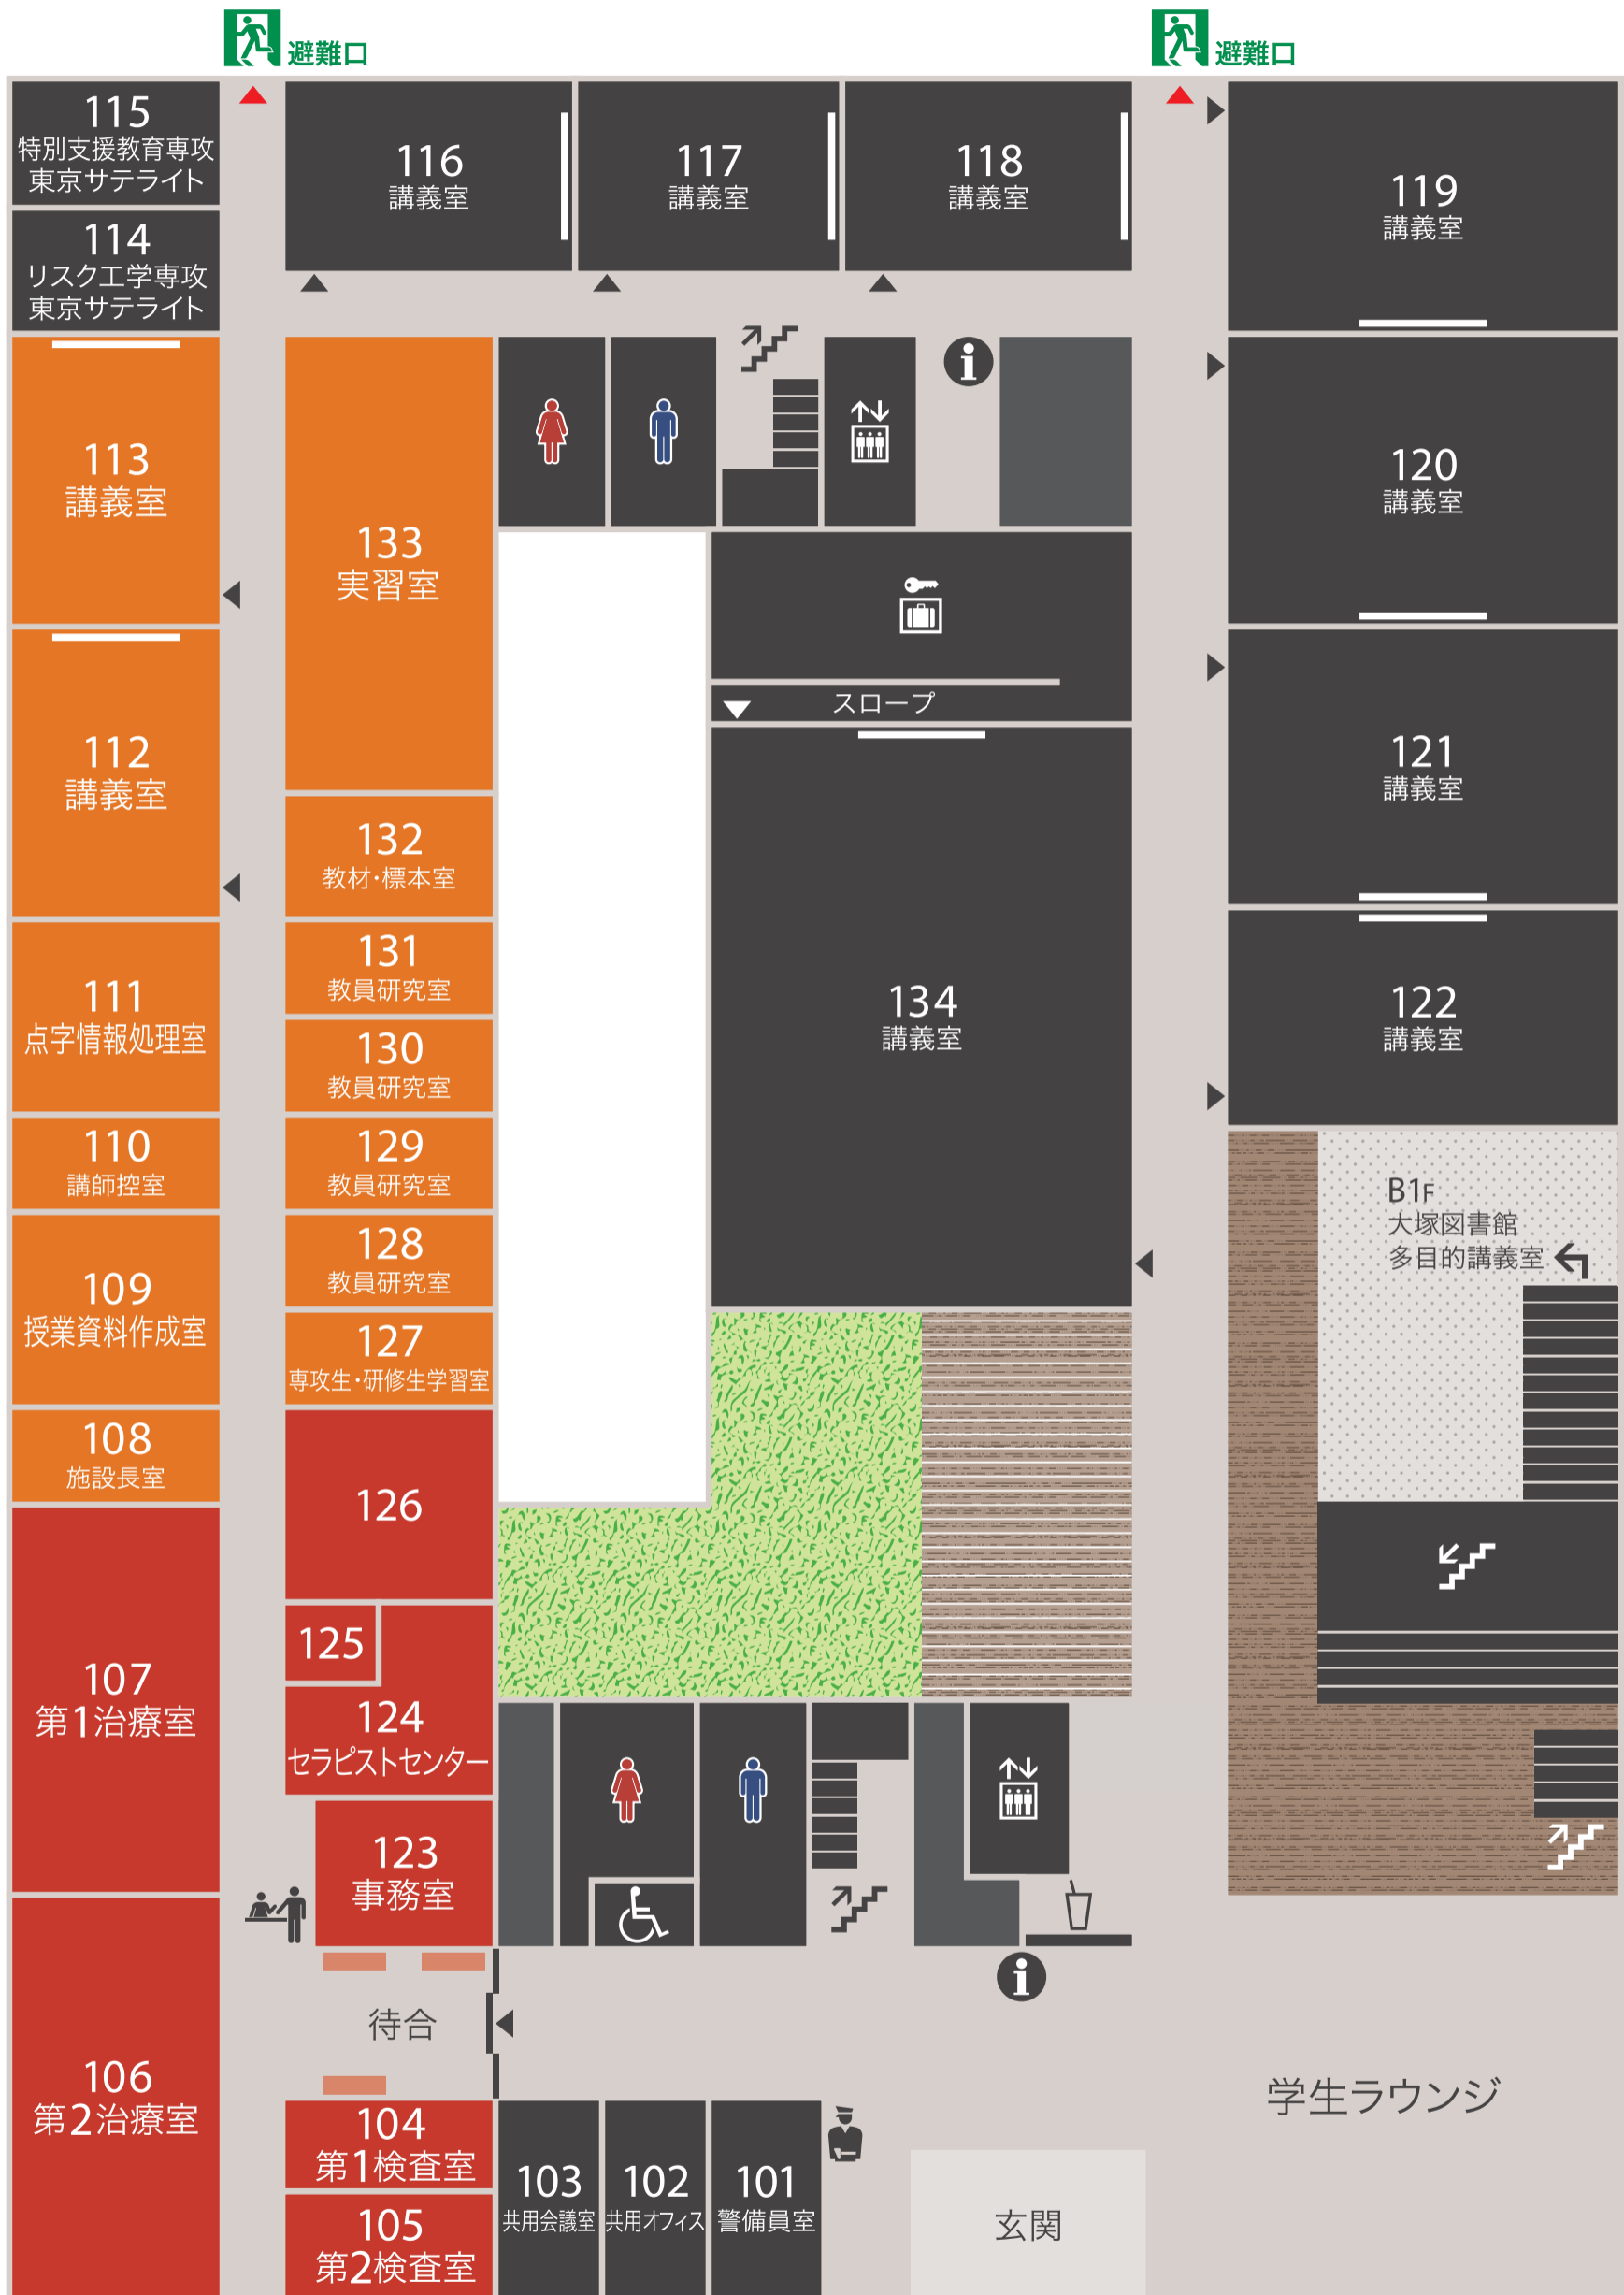 避難口
避難口
115
特別支援教育専攻
東京サテライト
116
講義室
117
講義室
118
講義室
119
講義室
114
リスク工学専攻
東京サテライト
113
講義室
133
実習室
i
120
講義室
スロープ
112
講義室
121
講義室
132
教材・標本室
131
教員研究室
111
点字情報処理室
134
講義室
122
講義室
130
教員研究室
110
講師控室
129
教員研究室
B1F
大塚図書館
多目的講義室
128
教員研究室
109
授業資料作成室
127
専攻生・研修生学習室
108
施設長室
126
107
第1治療室
125
124
セラピストセンター
123
事務室
i
待合
106
第2治療室
104
第1検査室
学生ラウンジ
103
共用会議室
102
共用オフィス
101
警備員室
105
第2検査室
玄関